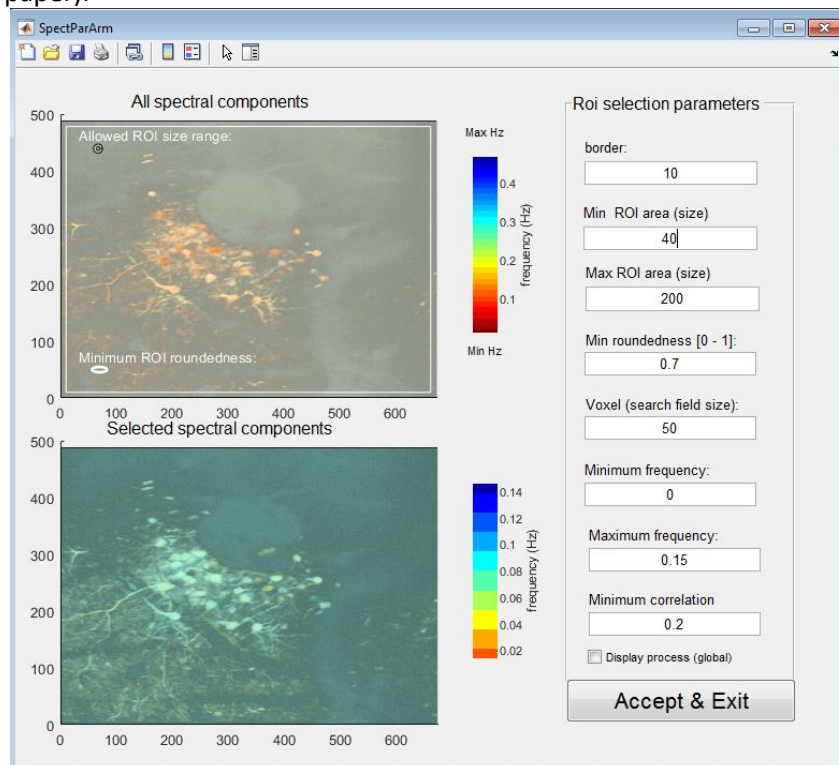 paper).
SpectParArm
All spectral components
500
400
300
200
100
0
0 100 200 300 400 500 600
Allowed ROI size range:
Minimum ROI roundedness:
Max Hz
0.4
0.3
0.2
0.1
frequency (Hz)
Min Hz
Selected spectral components
500
400
300
200
100
0
0 100 200 300 400 500 600
0.14
0.12
0.1
0.08
0.06
0.04
0.02
frequency (Hz)
Roi selection parameters
border:
10
Min ROI area (size)
40
Max ROI area (size)
200
Min roundedness [0 - 1]:
0.7
Voxel (search field size):
50
Minimum frequency:
0
Maximum frequency:
0.15
Minimum correlation
0.2
Display process (global)
Accept & Exit